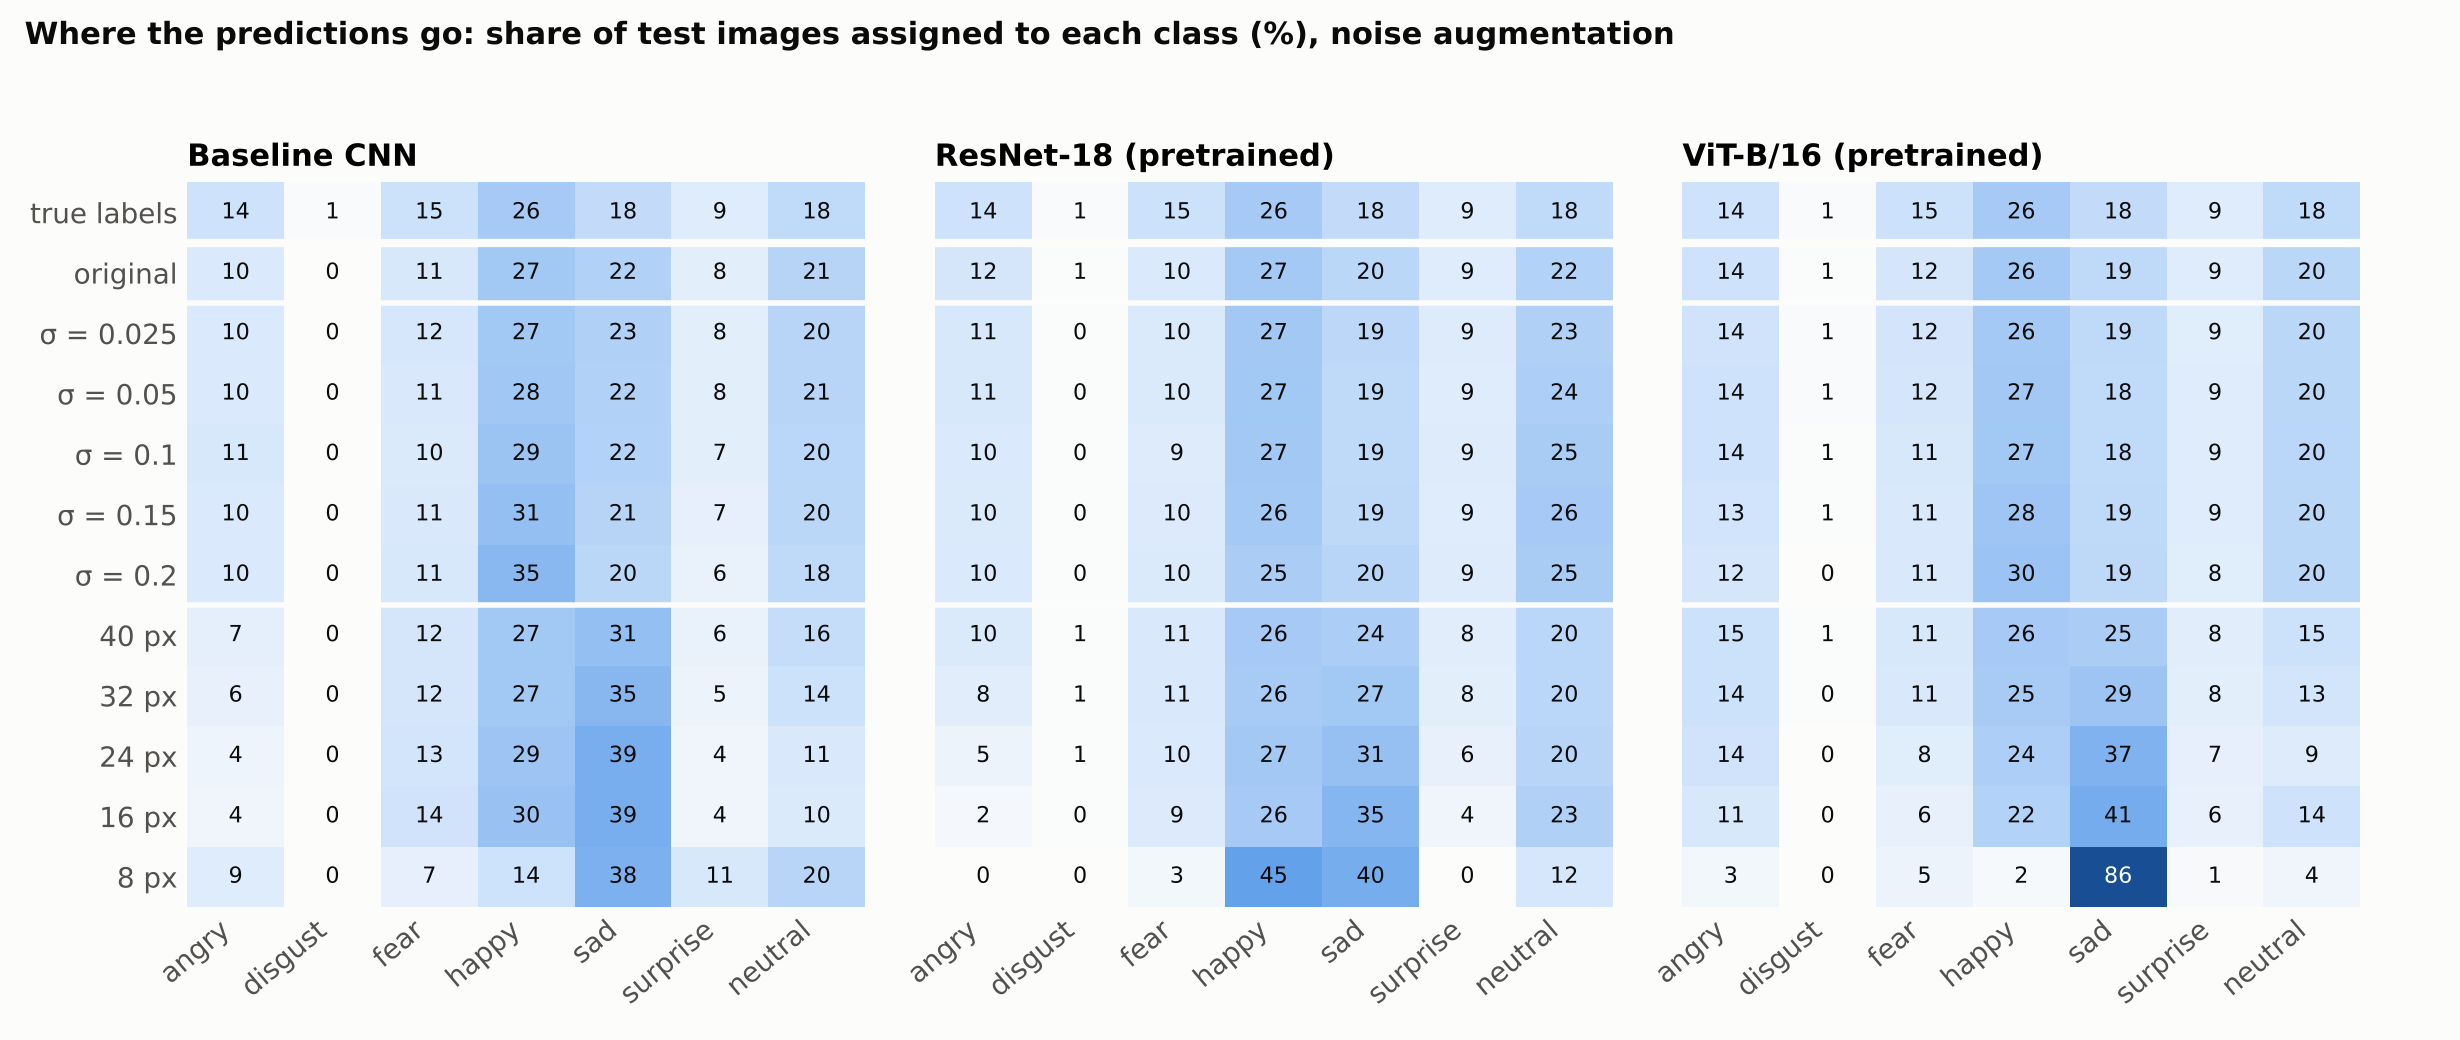 Where the predictions go: share of test images assigned to each class (%), noise augmentation
Baseline CNN ResNet-18 (pretrained) ViT-B/16 (pretrained)
true labels 14 1 15 26 18 9 18 14 1 15 26 18 9 18 14 1 15 26 18 9 18
original 10 0 11 27 22 8 21 12 1 10 27 20 9 22 14 1 12 26 19 9 20
σ = 0.025 10 0 12 27 23 8 20 11 0 10 27 19 9 23 14 1 12 26 19 9 20
σ = 0.05 10 0 11 28 22 8 21 11 0 10 27 19 9 24 14 1 12 27 18 9 20
σ = 0.1 11 0 10 29 22 7 20 10 0 9 27 19 9 25 14 1 11 27 18 9 20
σ = 0.15 10 0 11 31 21 7 20 10 0 10 26 19 9 26 13 1 11 28 19 9 20
σ = 0.2 10 0 11 35 20 6 18 10 0 10 25 20 9 25 12 0 11 30 19 8 20
40 px 7 0 12 27 31 6 16 10 1 11 26 24 8 20 15 1 11 26 25 8 15
32 px 6 0 12 27 35 5 14 8 1 11 26 27 8 20 14 0 11 25 29 8 13
24 px 4 0 13 29 39 4 11 5 1 10 27 31 6 20 14 0 8 24 37 7 9
16 px 4 0 14 30 39 4 10 2 0 9 26 35 4 23 11 0 6 22 41 6 14
8 px 9 0 7 14 38 11 20 0 0 3 45 40 0 12 3 0 5 2 86 1 4
angry disgust fear happy sad surprise neutral angry disgust fear happy sad surprise neutral angry disgust fear happy sad surprise neutral